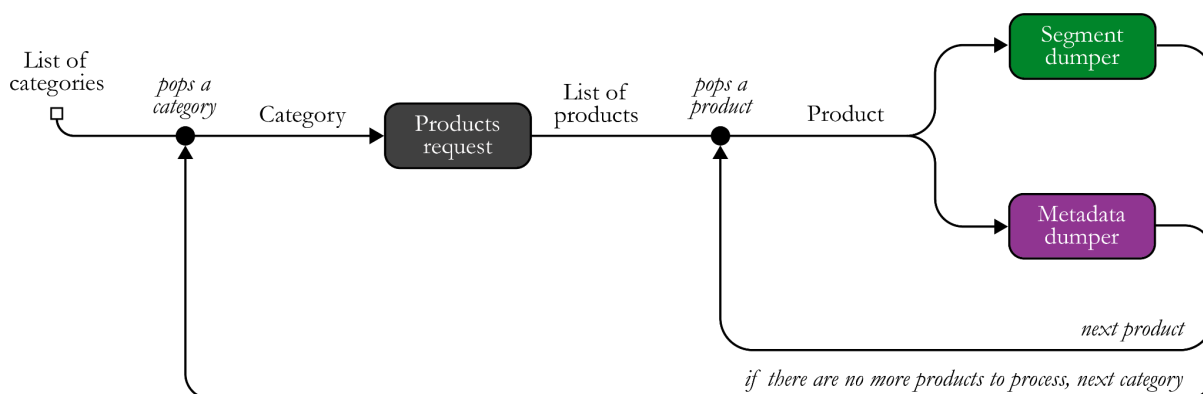 List of
categories
pops a
category
Category
Products
request
List of
products
pops a
product
Product
Segment
dumper
Metadata
dumper
next product
if there are no more products to process, next category